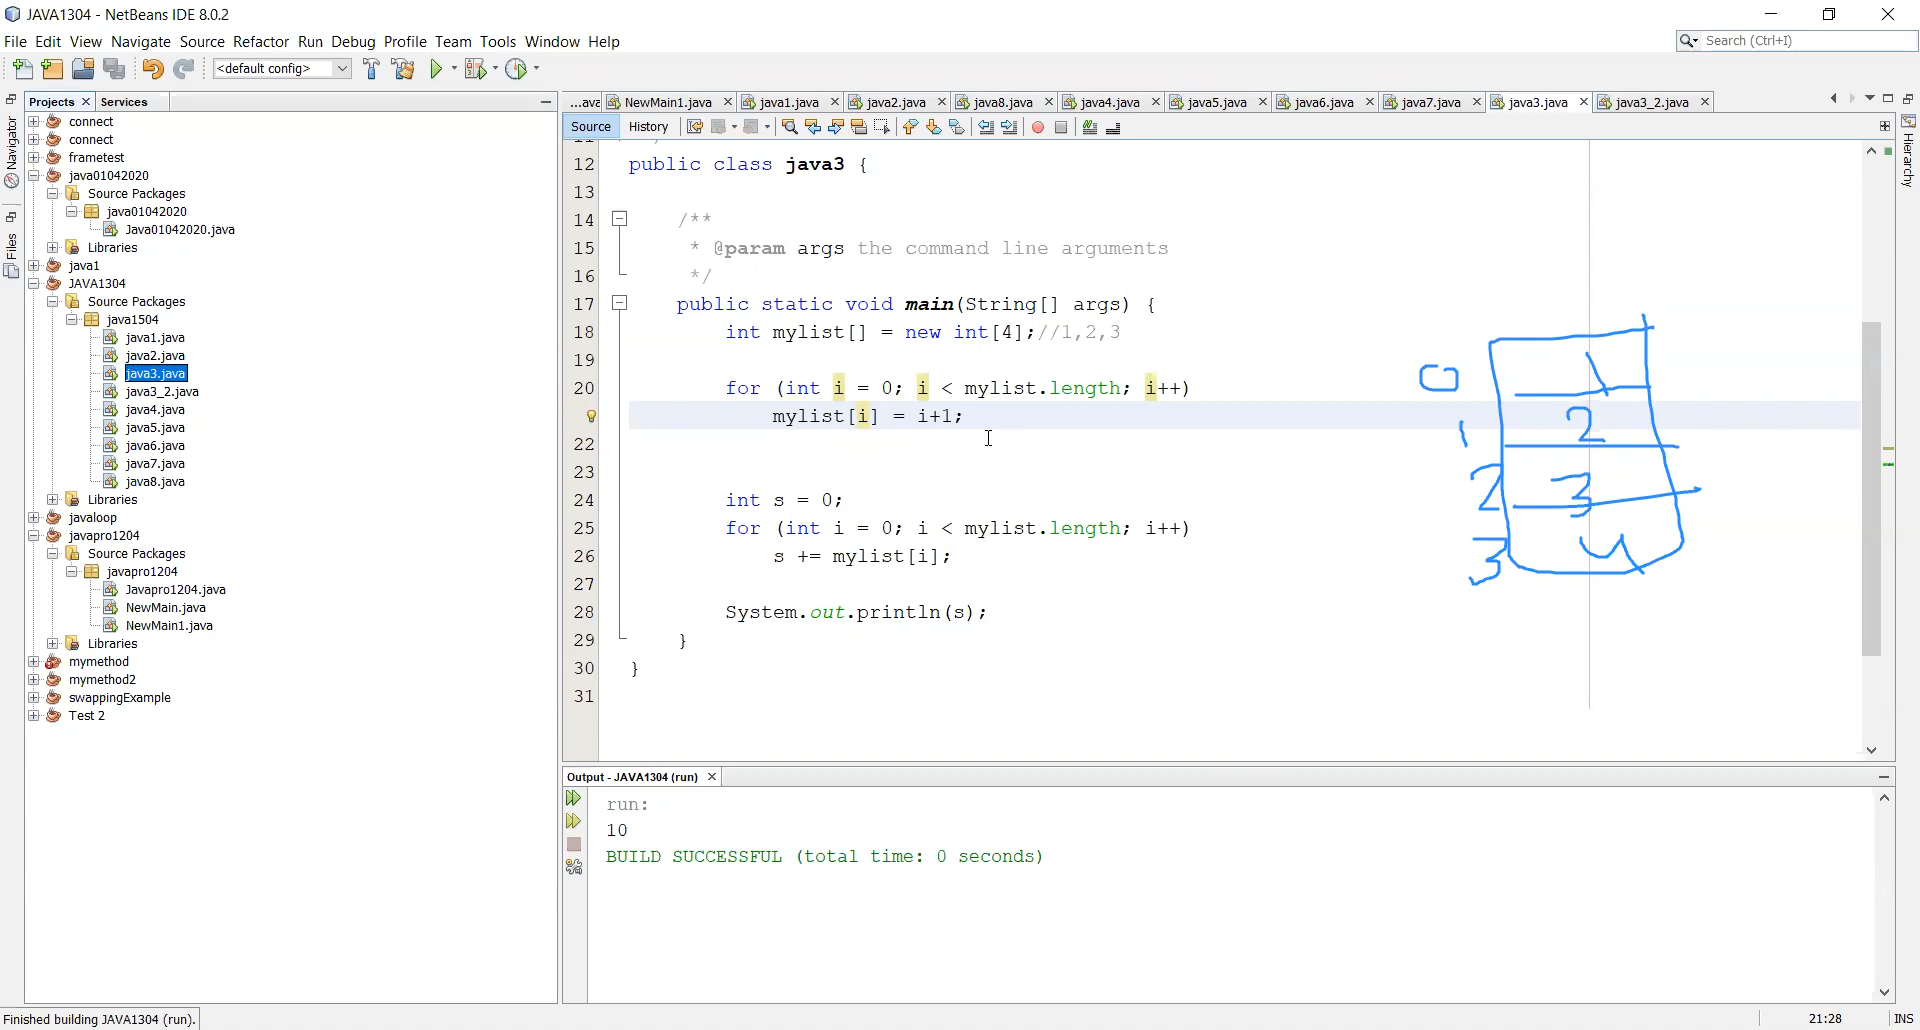 JAVA1304 - NetBeans IDE 8.0.2
File Edit View Navigate Source Refactor Run Debug Profile Team Tools Window Help
Search (Ctrl+I)
<default config>
Projects Services
...ava NewMain1.java java1.java java2.java java8.java java4.java java5.java java6.java java7.java java3.java java3_2.java
Source History
Navigator
Files
Hierarchy
connect
connect
frametest
java01042020
Source Packages
java01042020
Java01042020.java
Libraries
java1
JAVA1304
Source Packages
java1504
java1.java
java2.java
java3.java
java3_2.java
java4.java
java5.java
java6.java
java7.java
java8.java
Libraries
javaloop
javapro1204
Source Packages
javapro1204
Javapro1204.java
NewMain.java
NewMain1.java
Libraries
mymethod
mymethod2
swappingExample
Test 2
12 public class java3 {
13
14 /**
15 * @param args the command line arguments
16 */
17 public static void main(String[] args) {
18 int mylist[] = new int[4];//1,2,3
19
20 for (int i = 0; i < mylist.length; i++)
mylist[i] = i+1;
22
23
24 int s = 0;
25 for (int i = 0; i < mylist.length; i++)
26 s += mylist[i];
27
28 System.out.println(s);
29 }
30 }
31
0 1
1 2
2 3
3 4
Output - JAVA1304 (run)
run:
10
BUILD SUCCESSFUL (total time: 0 seconds)
Finished building JAVA1304 (run).
21:28 INS